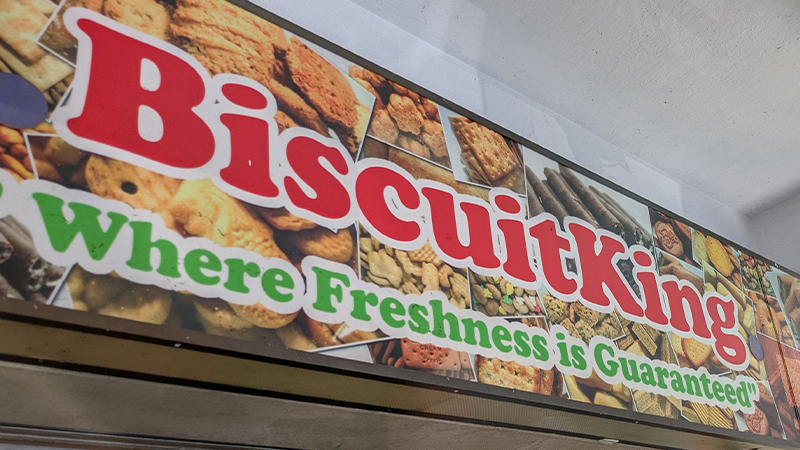 BiscuitKing
"Where Freshness is Guaranteed"